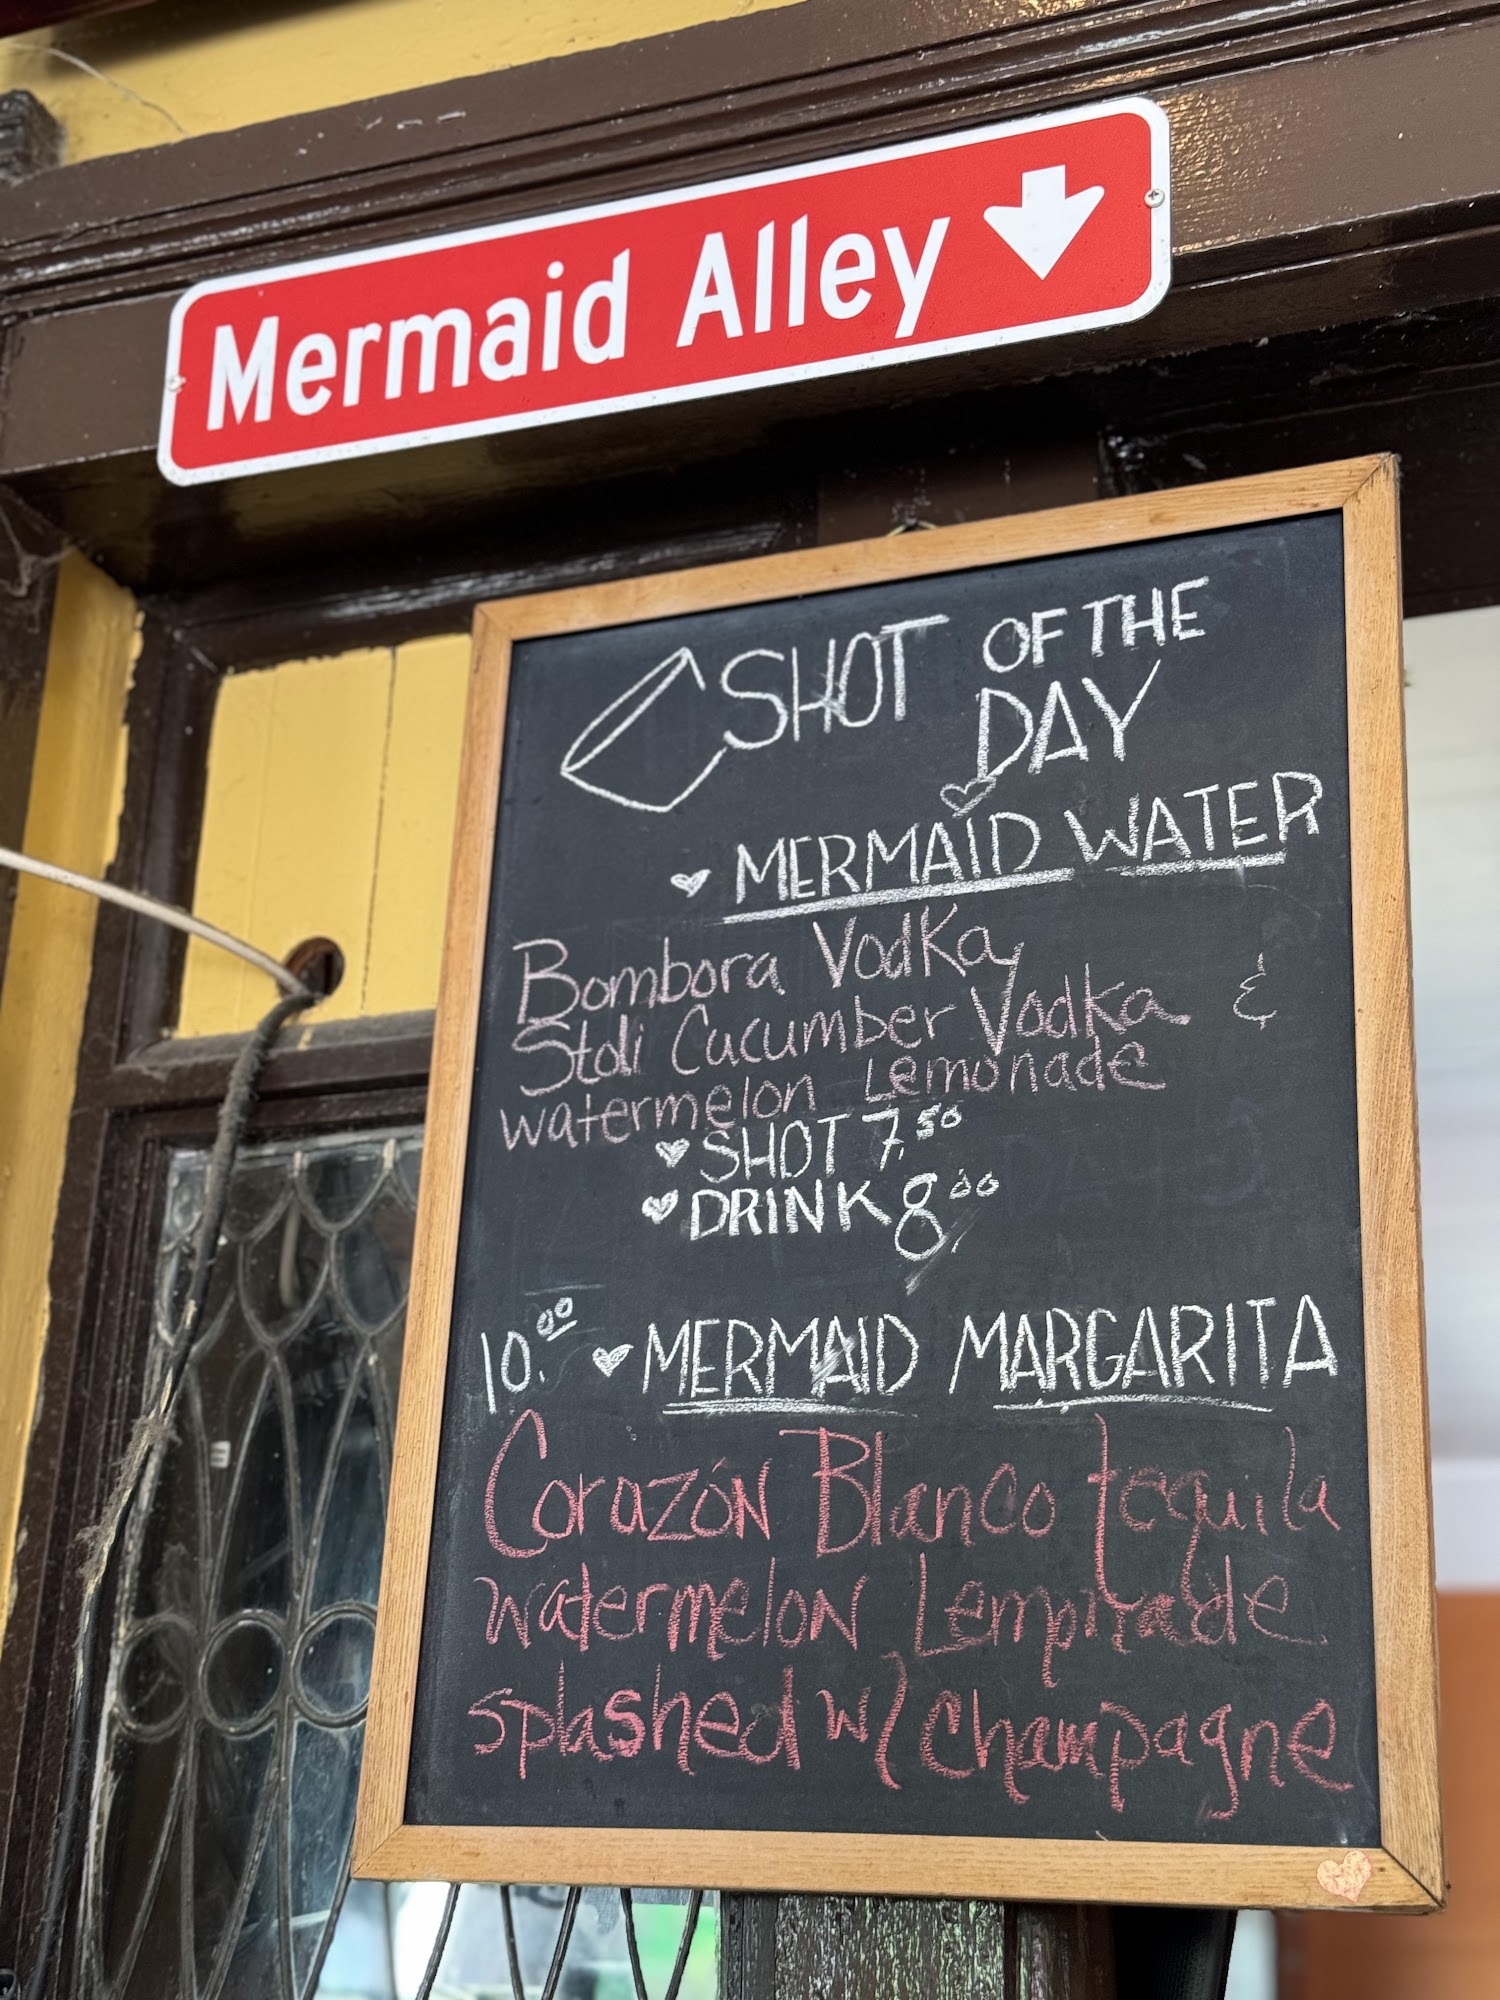 Mermaid Alley
SHOT OF THE
DAY
MERMAID WATER
Bombora Vodka,
Stoli Cucumber Vodka &
watermelon Lemonade
SHOT 7.50
DRINK 8.00
10.00 MERMAID MARGARITA
Corazón Blanco tequila
watermelon Lemonade
splashed w/ champagne